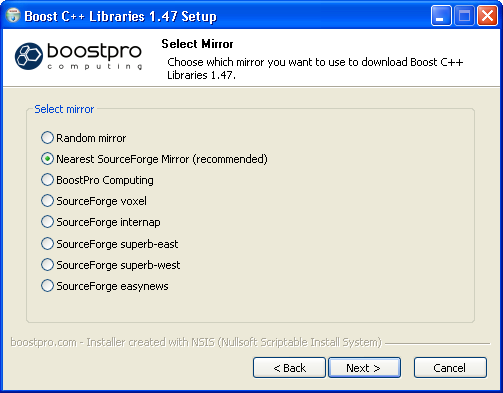 Boost C++ Libraries 1.47 Setup
boostpro
computing
Select Mirror
Choose which mirror you want to use to download Boost C++
Libraries 1.47.
Select mirror
Random mirror
Nearest SourceForge Mirror (recommended)
BoostPro Computing
SourceForge voxel
SourceForge internap
SourceForge superb-east
SourceForge superb-west
SourceForge easynews
boostpro.com - Installer created with NSIS (Nullsoft Scriptable Install System)
< Back Next > Cancel